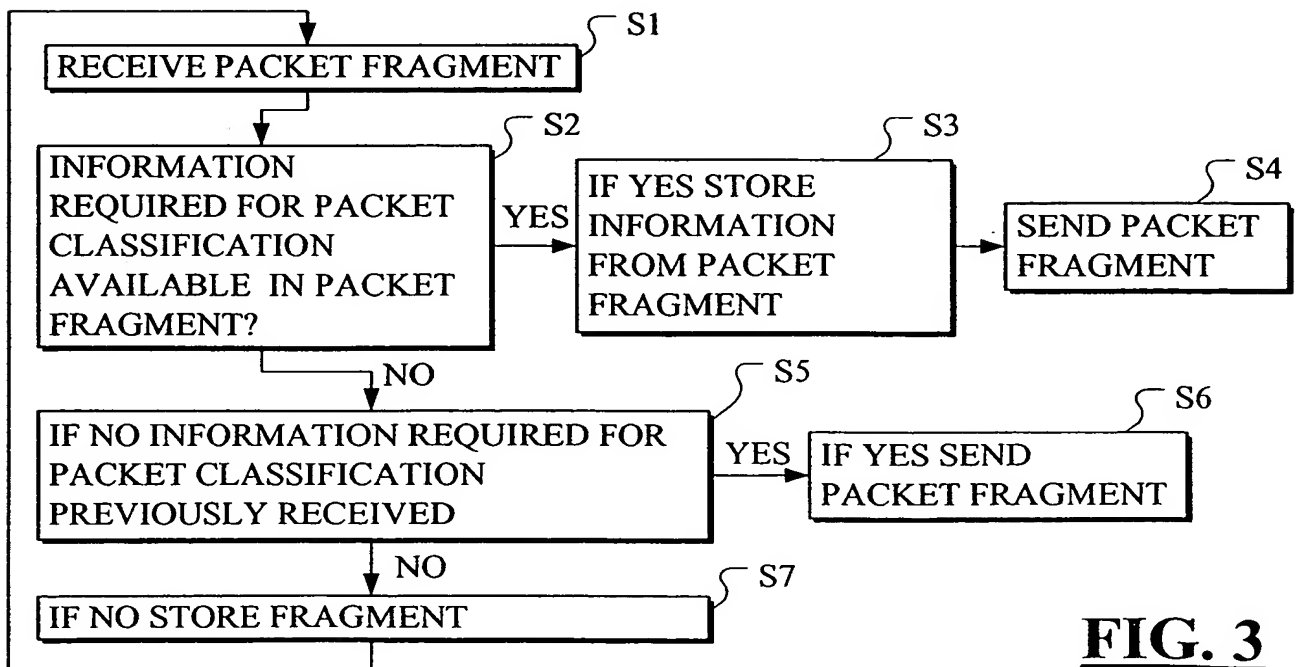 S1
RECEIVE PACKET FRAGMENT
S2
INFORMATION
REQUIRED FOR PACKET
CLASSIFICATION
AVAILABLE IN PACKET
FRAGMENT?
YES
S3
IF YES STORE
INFORMATION
FROM PACKET
FRAGMENT
S4
SEND PACKET
FRAGMENT
NO
S5
IF NO INFORMATION REQUIRED FOR
PACKET CLASSIFICATION
PREVIOUSLY RECEIVED
YES
S6
IF YES SEND
PACKET FRAGMENT
NO
S7
IF NO STORE FRAGMENT
FIG. 3